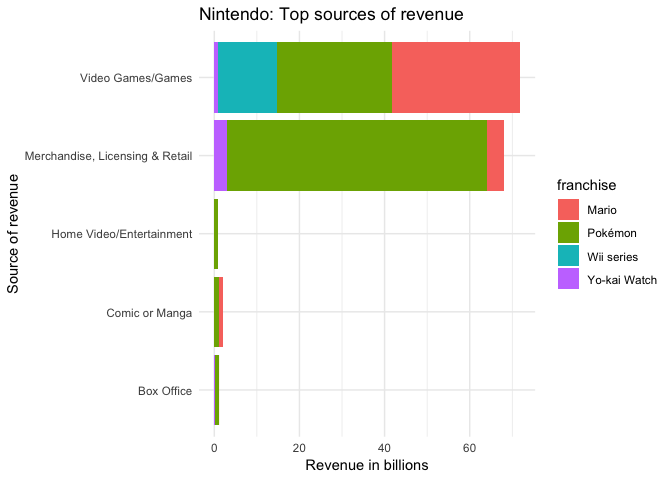 Nintendo: Top sources of revenue
Source of revenue
Video Games/Games
Merchandise, Licensing & Retail
Home Video/Entertainment
Comic or Manga
Box Office
0
20
40
60
Revenue in billions
franchise
Mario
Pokémon
Wii series
Yo-kai Watch